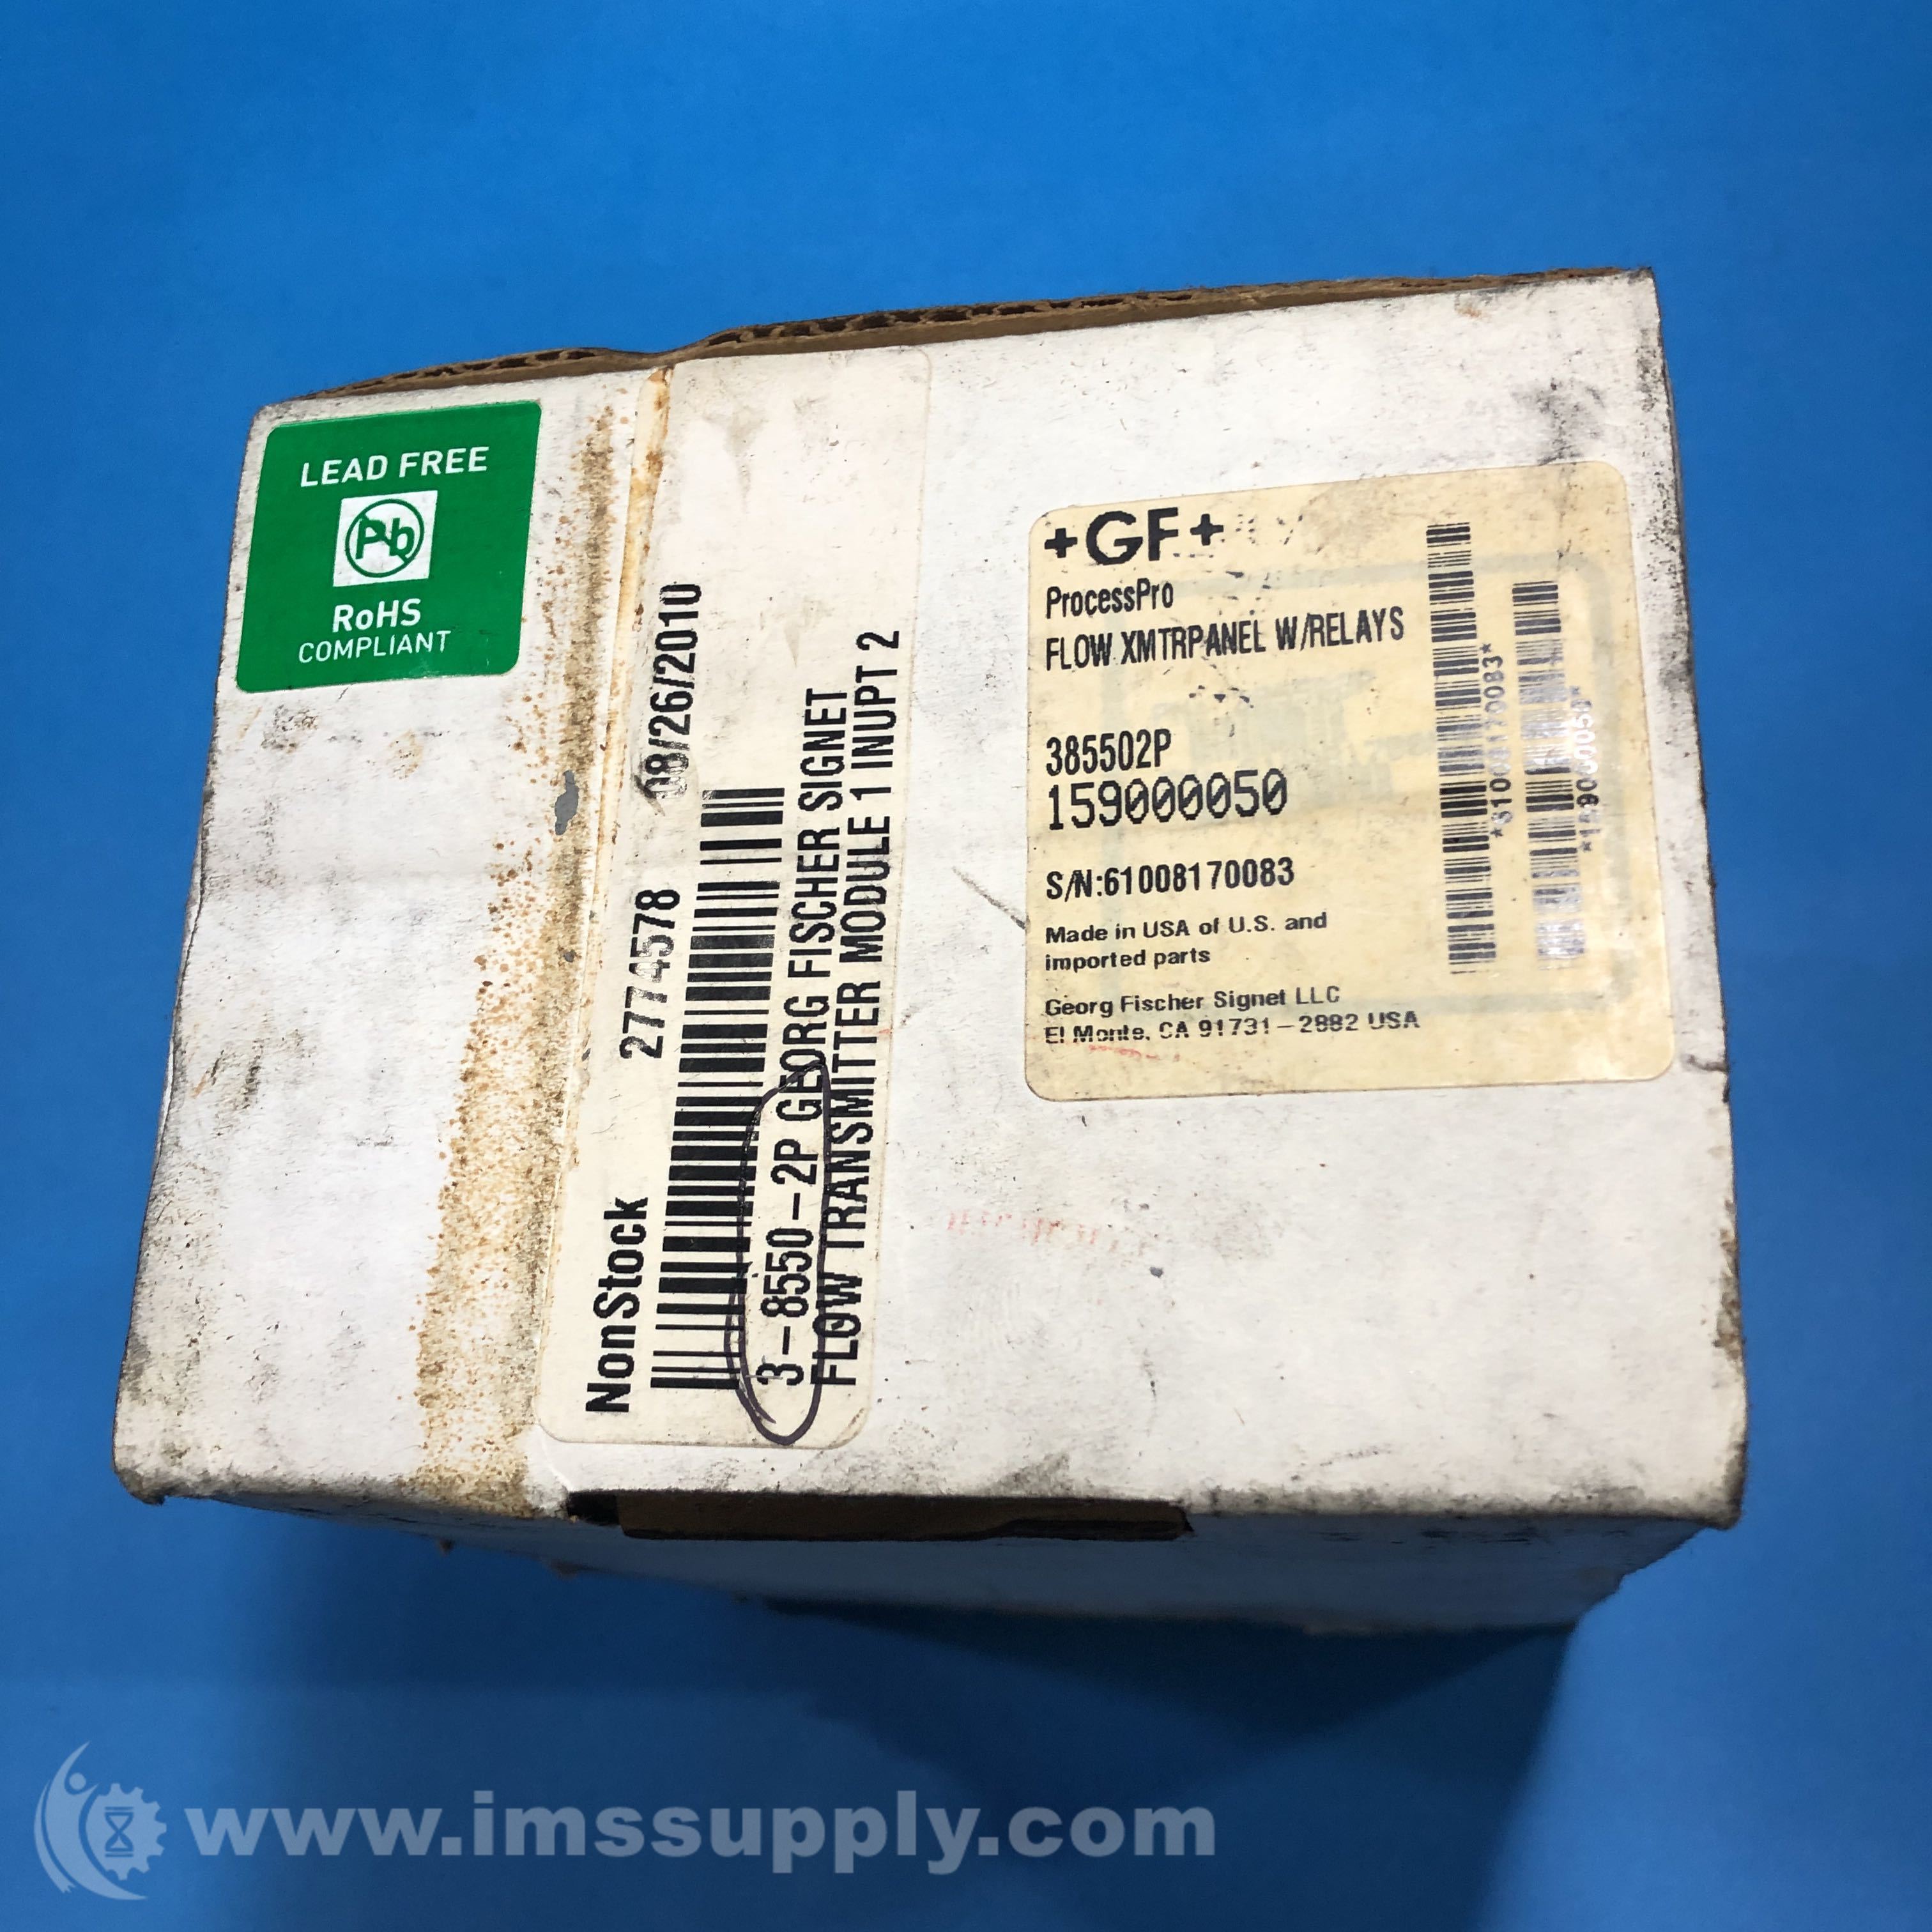 LEAD FREE
Pb
RoHS
COMPLIANT
NonStock 2774578 08/26/2010
3-8550-2P GEORG FISCHER SIGNET
FLOW TRANSMITTER MODULE 1 INUPT 2
+GF+
ProcessPro
FLOW XMTRPANEL W/RELAYS
385502P
159000050
S/N:61008170083
Made in USA of U.S. and
imported parts
Georg Fischer Signet LLC
El Monte, CA 91731-2882 USA
*61008170083*
*159000050*
www.imssupply.com